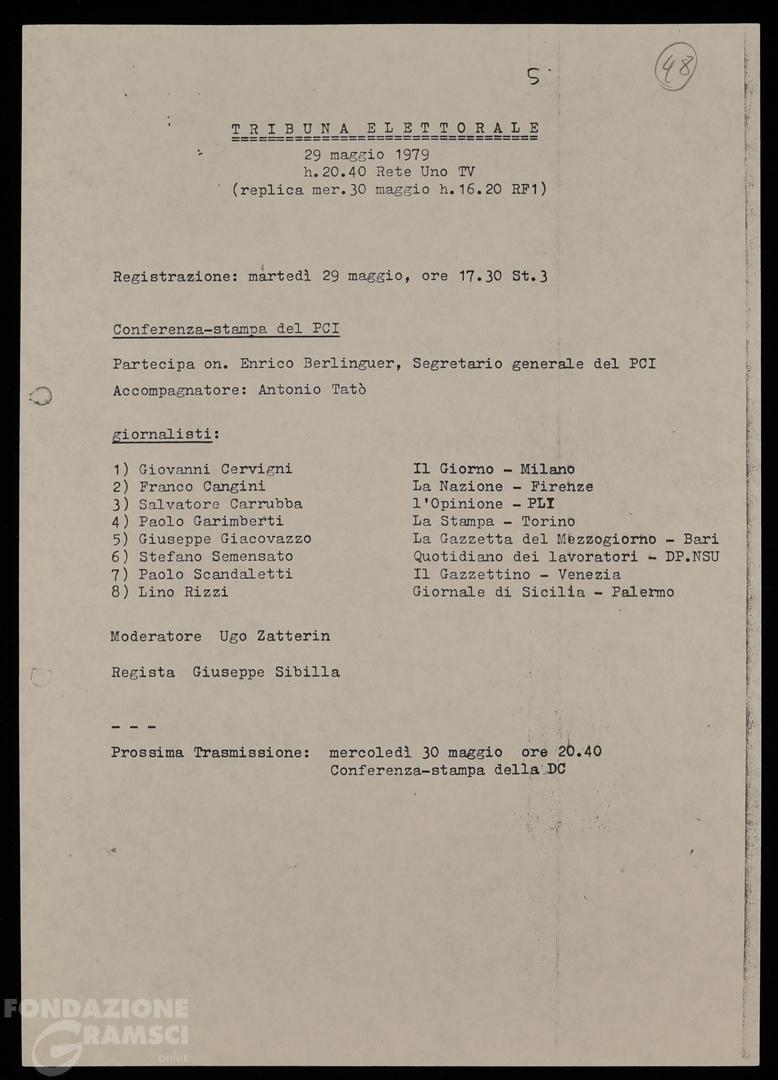 5.
48
TRIBUNA ELETTORALE
29 maggio 1979
h.20.40 Rete Uno TV
(replica mer.30 maggio h.16.20 RF1)
Registrazione: martedì 29 maggio, ore 17.30 St.3
Conferenza-stampa del PCI
Partecipa on. Enrico Berlinguer, Segretario generale del PCI
Accompagnatore: Antonio Tatò
giornalisti:
1) Giovanni Cervigni Il Giorno - Milano
2) Franco Cangini La Nazione - Firenze
3) Salvatore Carrubba l'Opinione - PLI
4) Paolo Garimberti La Stampa - Torino
5) Giuseppe Giacovazzo La Gazzetta del Mezzogiorno - Bari
6) Stefano Semensato Quotidiano dei lavoratori - DP.NSU
7) Paolo Scandaletti Il Gazzettino - Venezia
8) Lino Rizzi Giornale di Sicilia - Palermo
Moderatore Ugo Zatterin
Regista Giuseppe Sibilla
- - -
Prossima Trasmissione: mercoledì 30 maggio ore 20.40
Conferenza-stampa della DC
FONDAZIONE
GRAMSCI
onlus